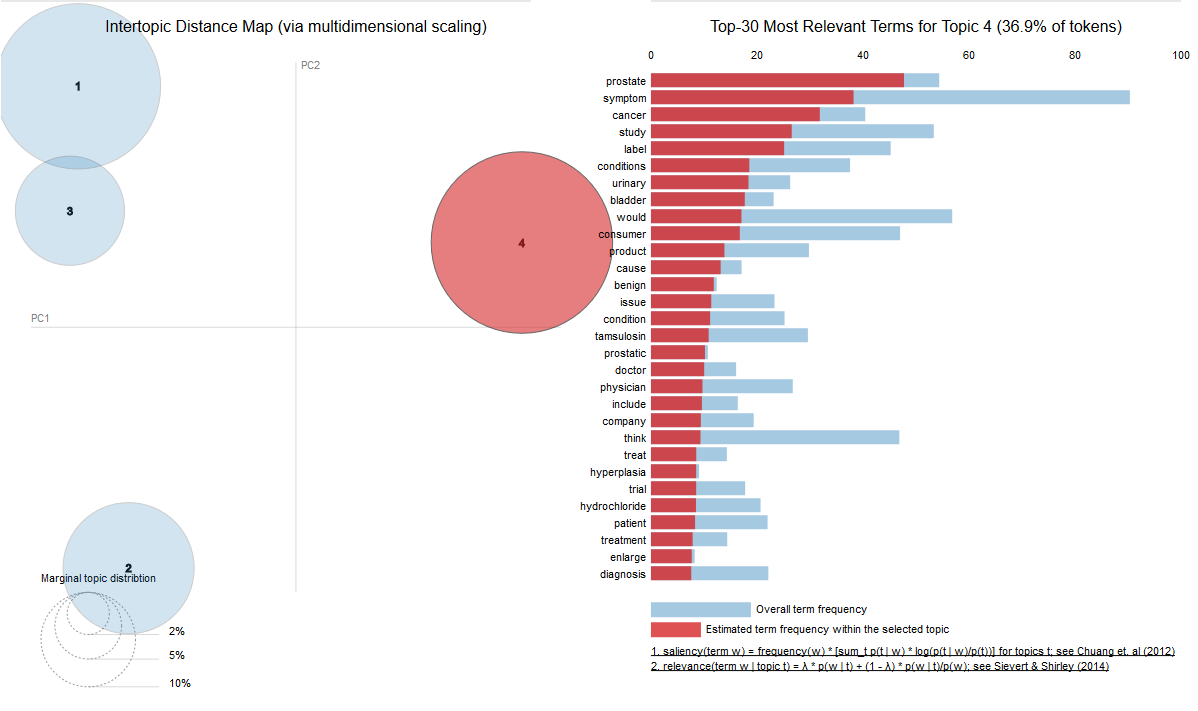 Intertopic Distance Map (via multidimensional scaling)
PC2
PC1
1
3
4
2
Marginal topic distribtion
2%
5%
10%
Top-30 Most Relevant Terms for Topic 4 (36.9% of tokens)
0 20 40 60 80 100
prostate
symptom
cancer
study
label
conditions
urinary
bladder
would
consumer
product
cause
benign
issue
condition
tamsulosin
prostatic
doctor
physician
include
company
think
treat
hyperplasia
trial
hydrochloride
patient
treatment
enlarge
diagnosis
Overall term frequency
Estimated term frequency within the selected topic
1. saliency(term w) = frequency(w) * [sum_t p(t | w) * log(p(t | w)/p(t))] for topics t; see Chuang et. al (2012)
2. relevance(term w | topic t) = λ * p(w | t) + (1 - λ) * p(w | t)/p(w); see Sievert & Shirley (2014)